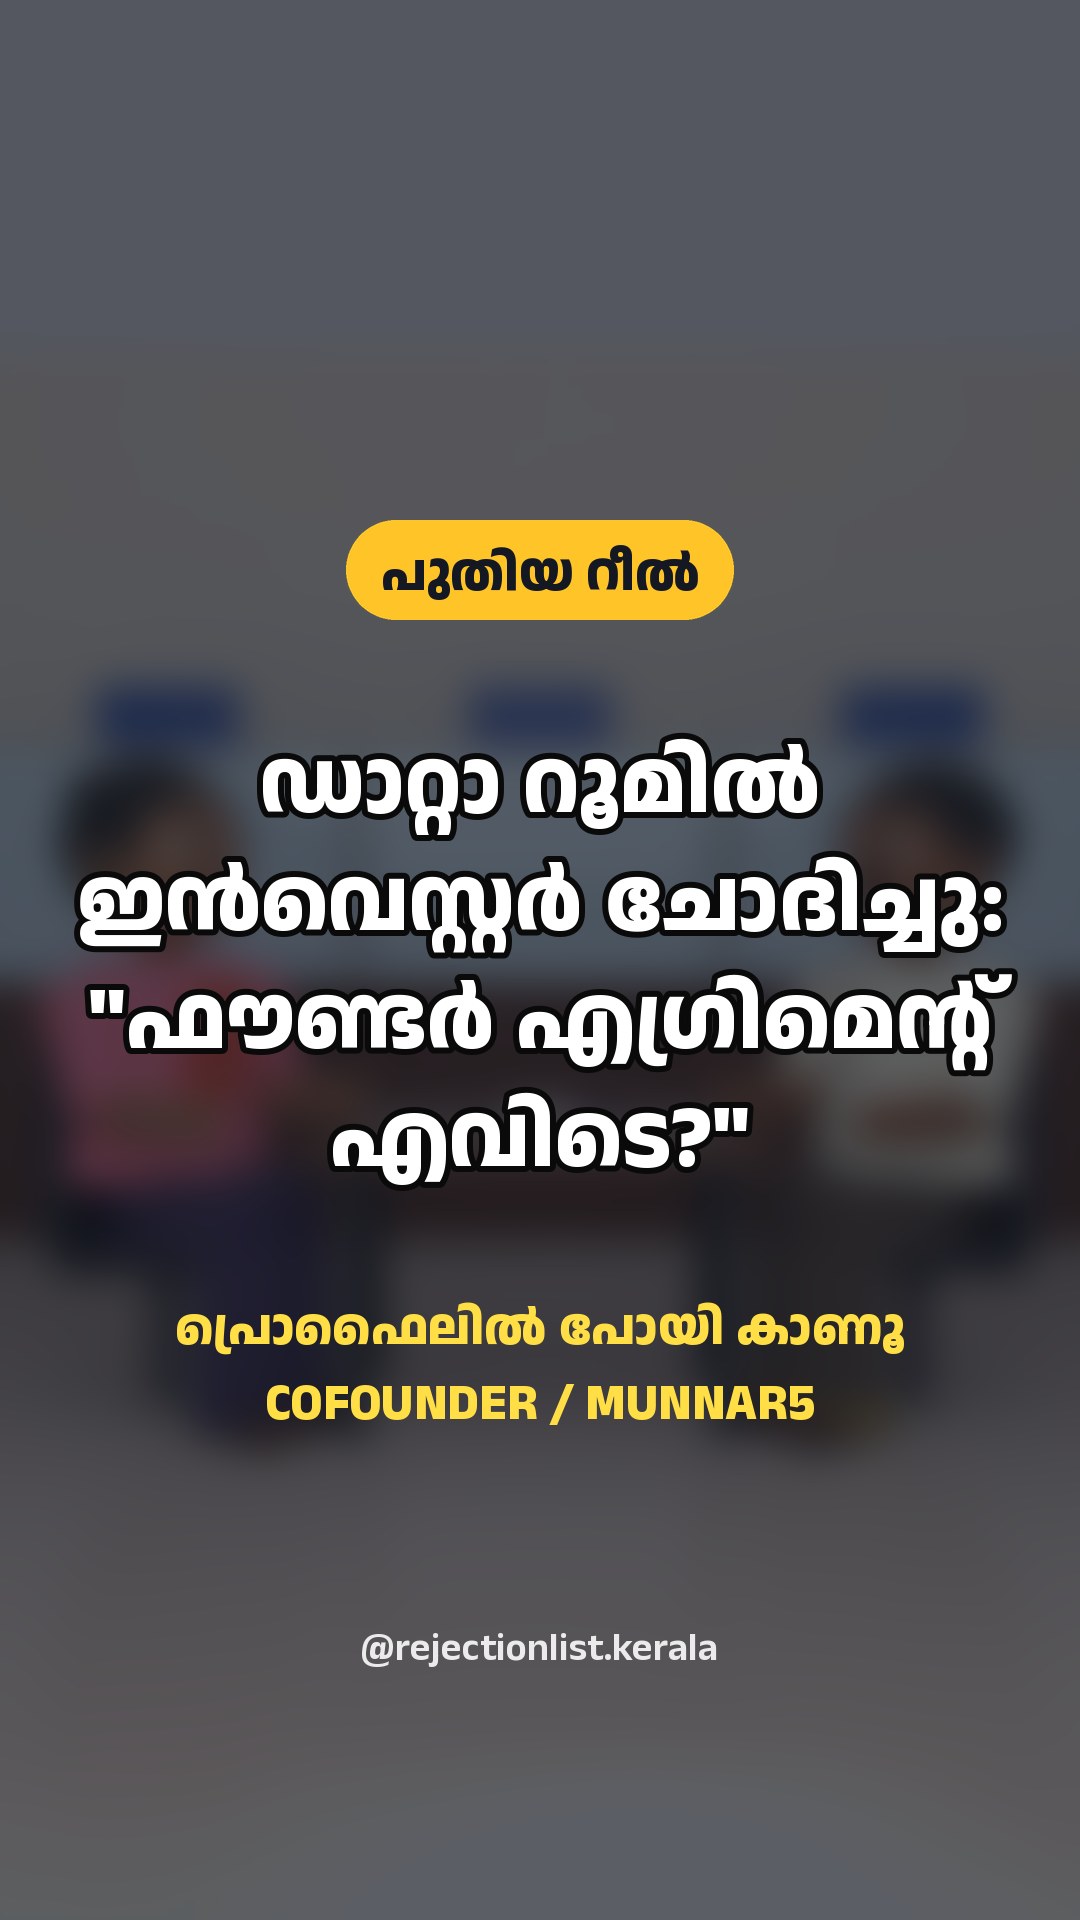 പുതിയ റീൽ
ഡാറ്റാ റൂമിൽ
ഇൻവെസ്റ്റർ ചോദിച്ചു:
"ഫൗണ്ടർ എഗ്രിമെന്റ്
എവിടെ?"
പ്രൊഫൈലിൽ പോയി കാണൂ
COFOUNDER / MUNNAR5
@rejectionlist.kerala